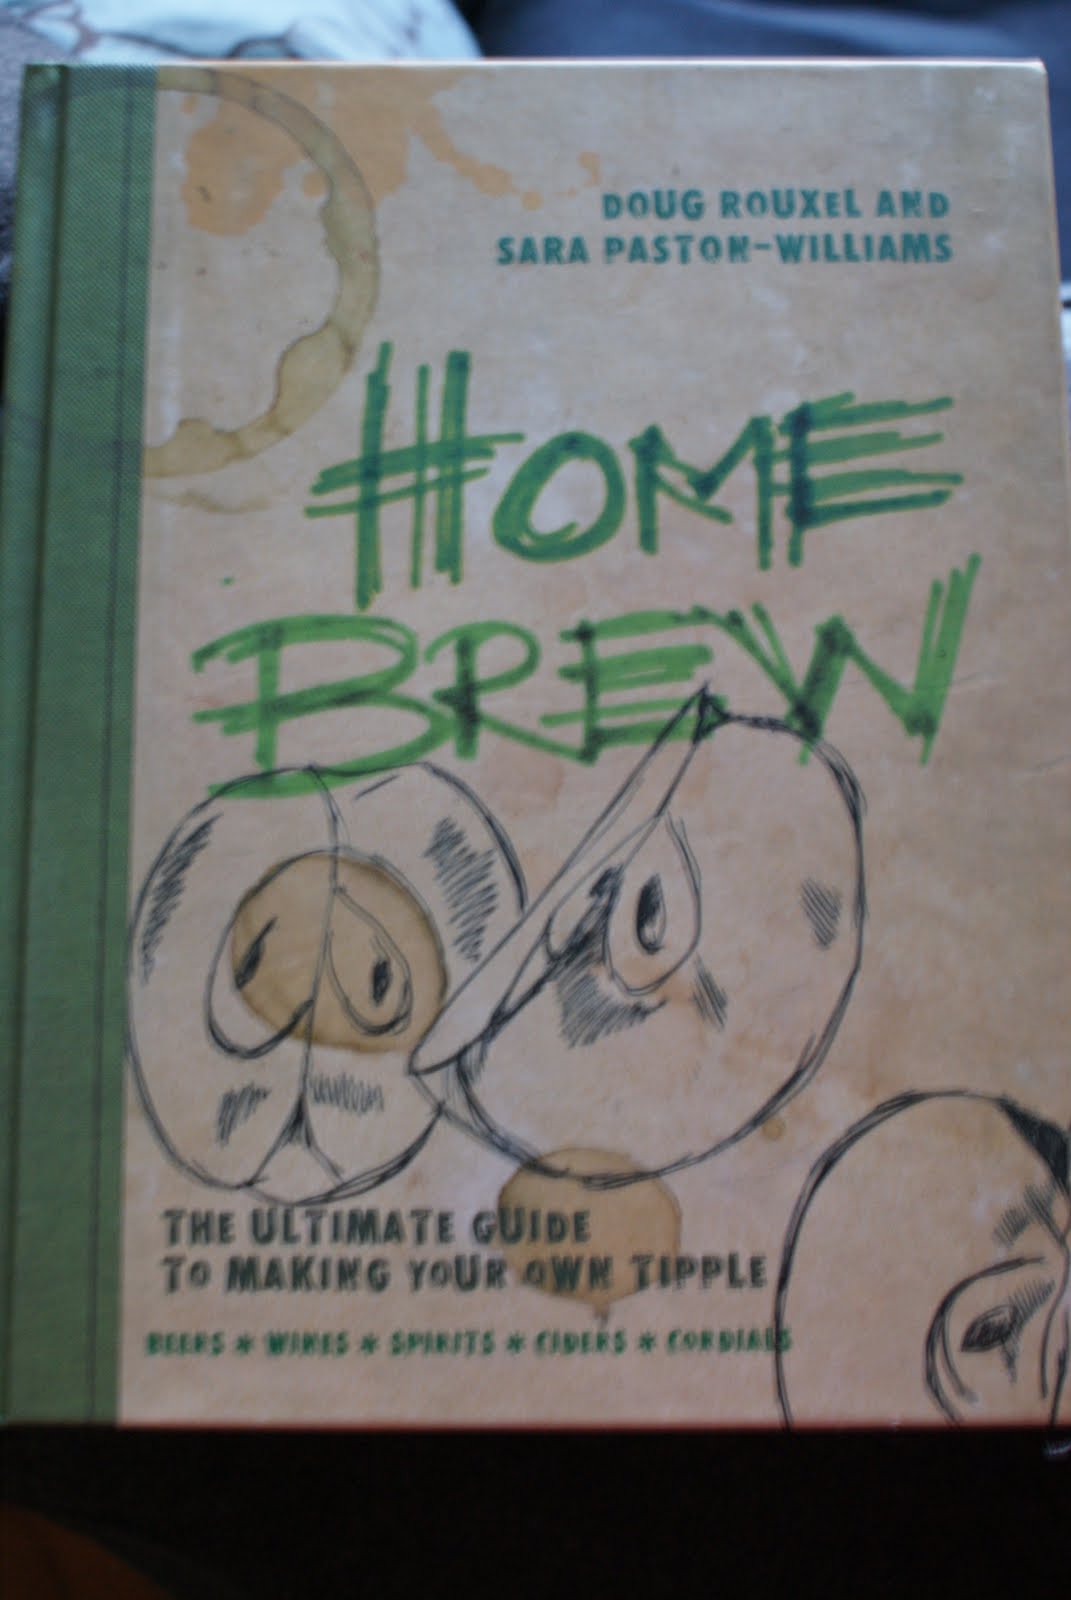 DOUG ROUXEL AND
SARA PASTON-WILLIAMS
HOME
BREW
THE ULTIMATE GUIDE
TO MAKING YOUR OWN TIPPLE
BEERS * WINES * SPIRITS * CIDERS * CORDIALS